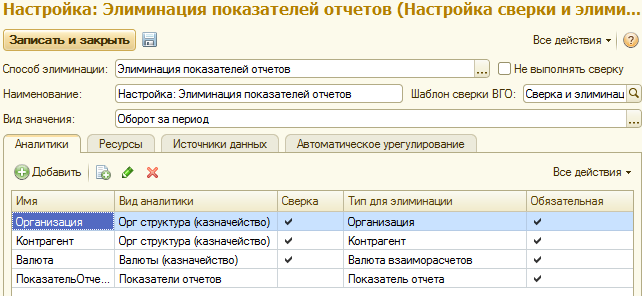 Настройка: Элиминация показателей отчетов (Настройка сверки и элими...
Записать и закрыть Все действия
Способ элиминации: Элиминация показателей отчетов ... Не выполнять сверку
Наименование: Настройка: Элиминация показателей отчетов Шаблон сверки ВГО: Сверка и элиминац
Вид значения: Оборот за период ...
Аналитики Ресурсы Источники данных Автоматическое урегулирование
Добавить Все действия
Имя Вид аналитики Сверка Тип для элиминации Обязательная
Организация Орг структура (казначейство) Организация
Контрагент Орг структура (казначейство) Контрагент
Валюта Валюты (казначейство) Валюта взаиморасчетов
ПоказательОтче... Показатели отчетов Показатель отчета